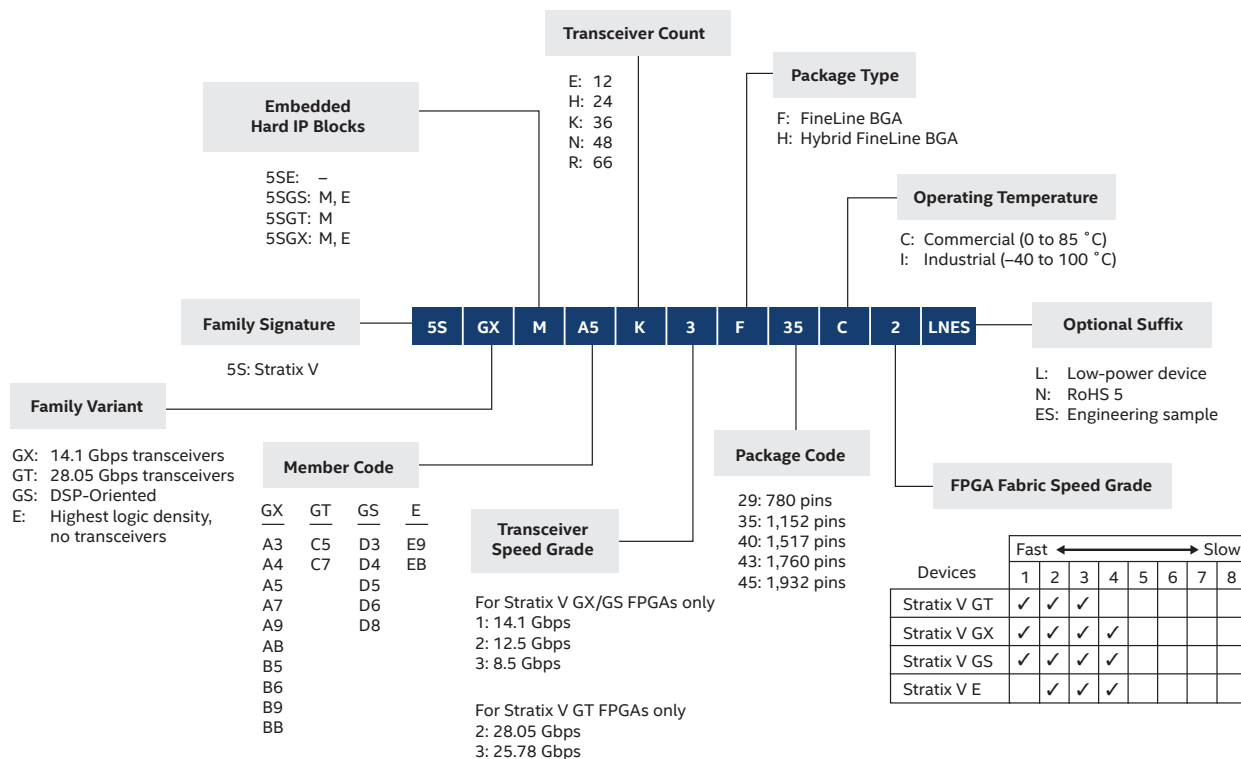 Transceiver Count
E: 12
H: 24
K: 36
N: 48
R: 66
Package Type
F: FineLine BGA
H: Hybrid FineLine BGA
Embedded
Hard IP Blocks
5SE: –
5SGS: M, E
5SGT: M
5SGX: M, E
Operating Temperature
C: Commercial (0 to 85 ˚C)
I: Industrial (–40 to 100 ˚C)
Family Signature
5S: Stratix V
5S GX M A5 K 3 F 35 C 2 LNES
Optional Suffix
L: Low-power device
N: RoHS 5
ES: Engineering sample
Family Variant
GX: 14.1 Gbps transceivers
GT: 28.05 Gbps transceivers
GS: DSP-Oriented
E: Highest logic density,
no transceivers
Member Code
GX GT GS E
A3 C5 D3 E9
A4 C7 D4 EB
A5 D5
A7 D6
A9 D8
AB
B5
B6
B9
BB
Transceiver
Speed Grade
For Stratix V GX/GS FPGAs only
1: 14.1 Gbps
2: 12.5 Gbps
3: 8.5 Gbps
For Stratix V GT FPGAs only
2: 28.05 Gbps
3: 25.78 Gbps
Package Code
29: 780 pins
35: 1,152 pins
40: 1,517 pins
43: 1,760 pins
45: 1,932 pins
FPGA Fabric Speed Grade
Fast Slow
Devices 1 2 3 4 5 6 7 8
Stratix V GT ✓ ✓ ✓
Stratix V GX ✓ ✓ ✓ ✓
Stratix V GS ✓ ✓ ✓ ✓
Stratix V E ✓ ✓ ✓